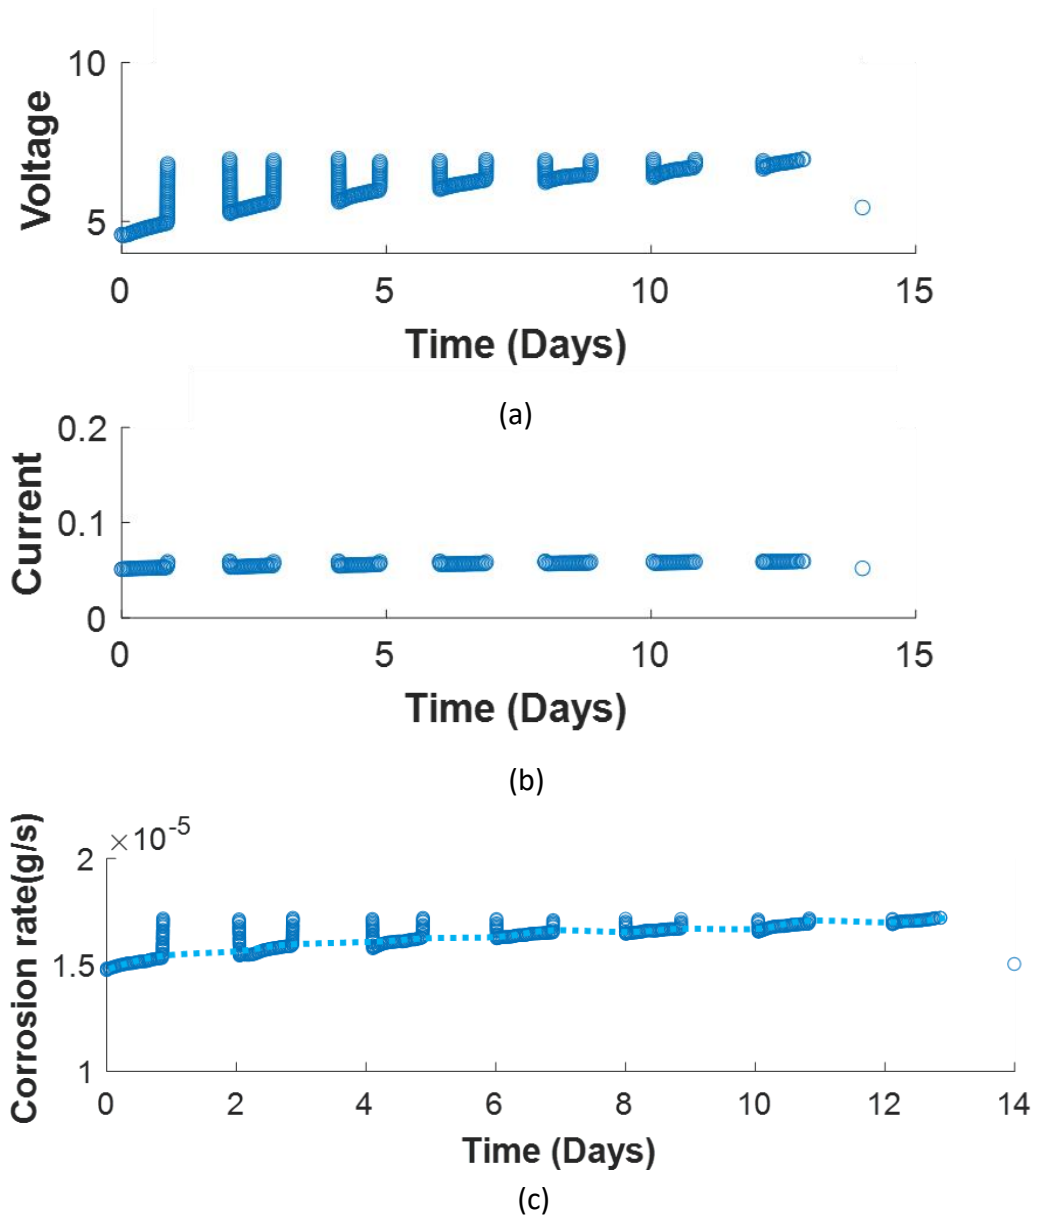 10
5
Voltage
0 5 10 15
Time (Days)
(a)
0.2
0.1
0
Current
0 5 10 15
Time (Days)
(b)
×10-5
2
1.5
1
Corrosion rate(g/s)
0 2 4 6 8 10 12 14
Time (Days)
(c)